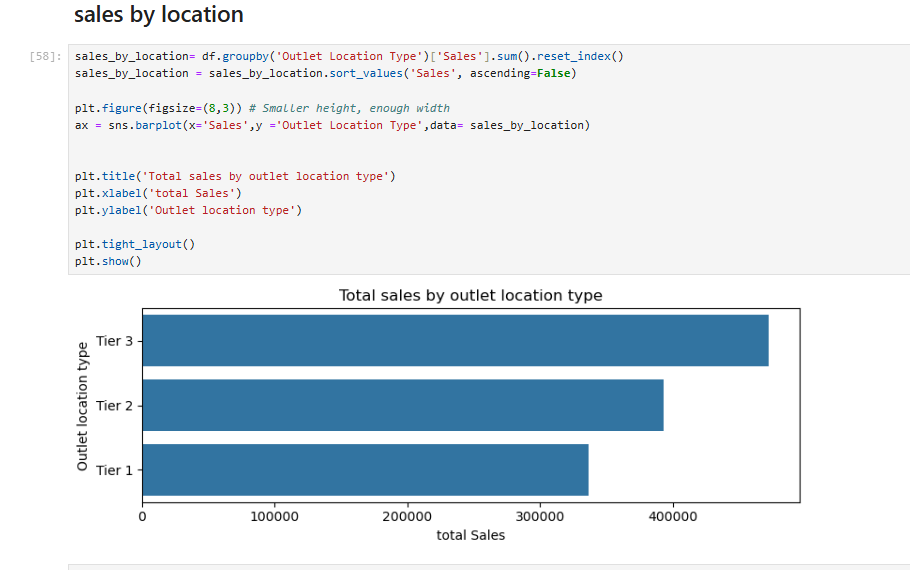 sales by location
[58]:
sales_by_location= df.groupby('Outlet Location Type')['Sales'].sum().reset_index()
sales_by_location = sales_by_location.sort_values('Sales', ascending=False)
plt.figure(figsize=(8,3)) # Smaller height, enough width
ax = sns.barplot(x='Sales',y ='Outlet Location Type',data= sales_by_location)
plt.title('Total sales by outlet location type')
plt.xlabel('total Sales')
plt.ylabel('Outlet location type')
plt.tight_layout()
plt.show()
Total sales by outlet location type
Outlet location type
Tier 3
Tier 2
Tier 1
0 100000 200000 300000 400000
total Sales